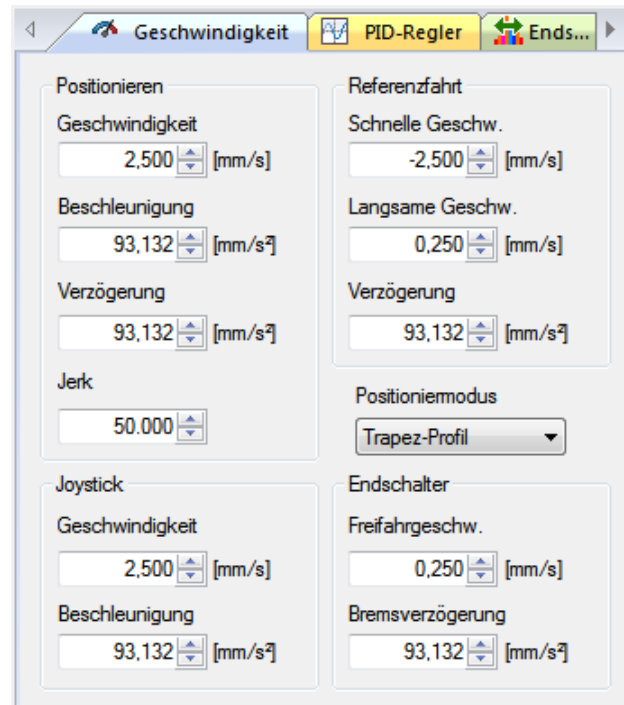 Geschwindigkeit
PID-Regler
Ends...
Positionieren
Geschwindigkeit
2,500 [mm/s]
Beschleunigung
93,132 [mm/s²]
Verzögerung
93,132 [mm/s²]
Jerk
50.000
Referenzfahrt
Schnelle Geschw.
-2,500 [mm/s]
Langsame Geschw.
0,250 [mm/s]
Verzögerung
93,132 [mm/s²]
Positioniermodus
Trapez-Profil
Joystick
Geschwindigkeit
2,500 [mm/s]
Beschleunigung
93,132 [mm/s²]
Endschalter
Freifahrgeschw.
0,250 [mm/s]
Bremsverzögerung
93,132 [mm/s²]